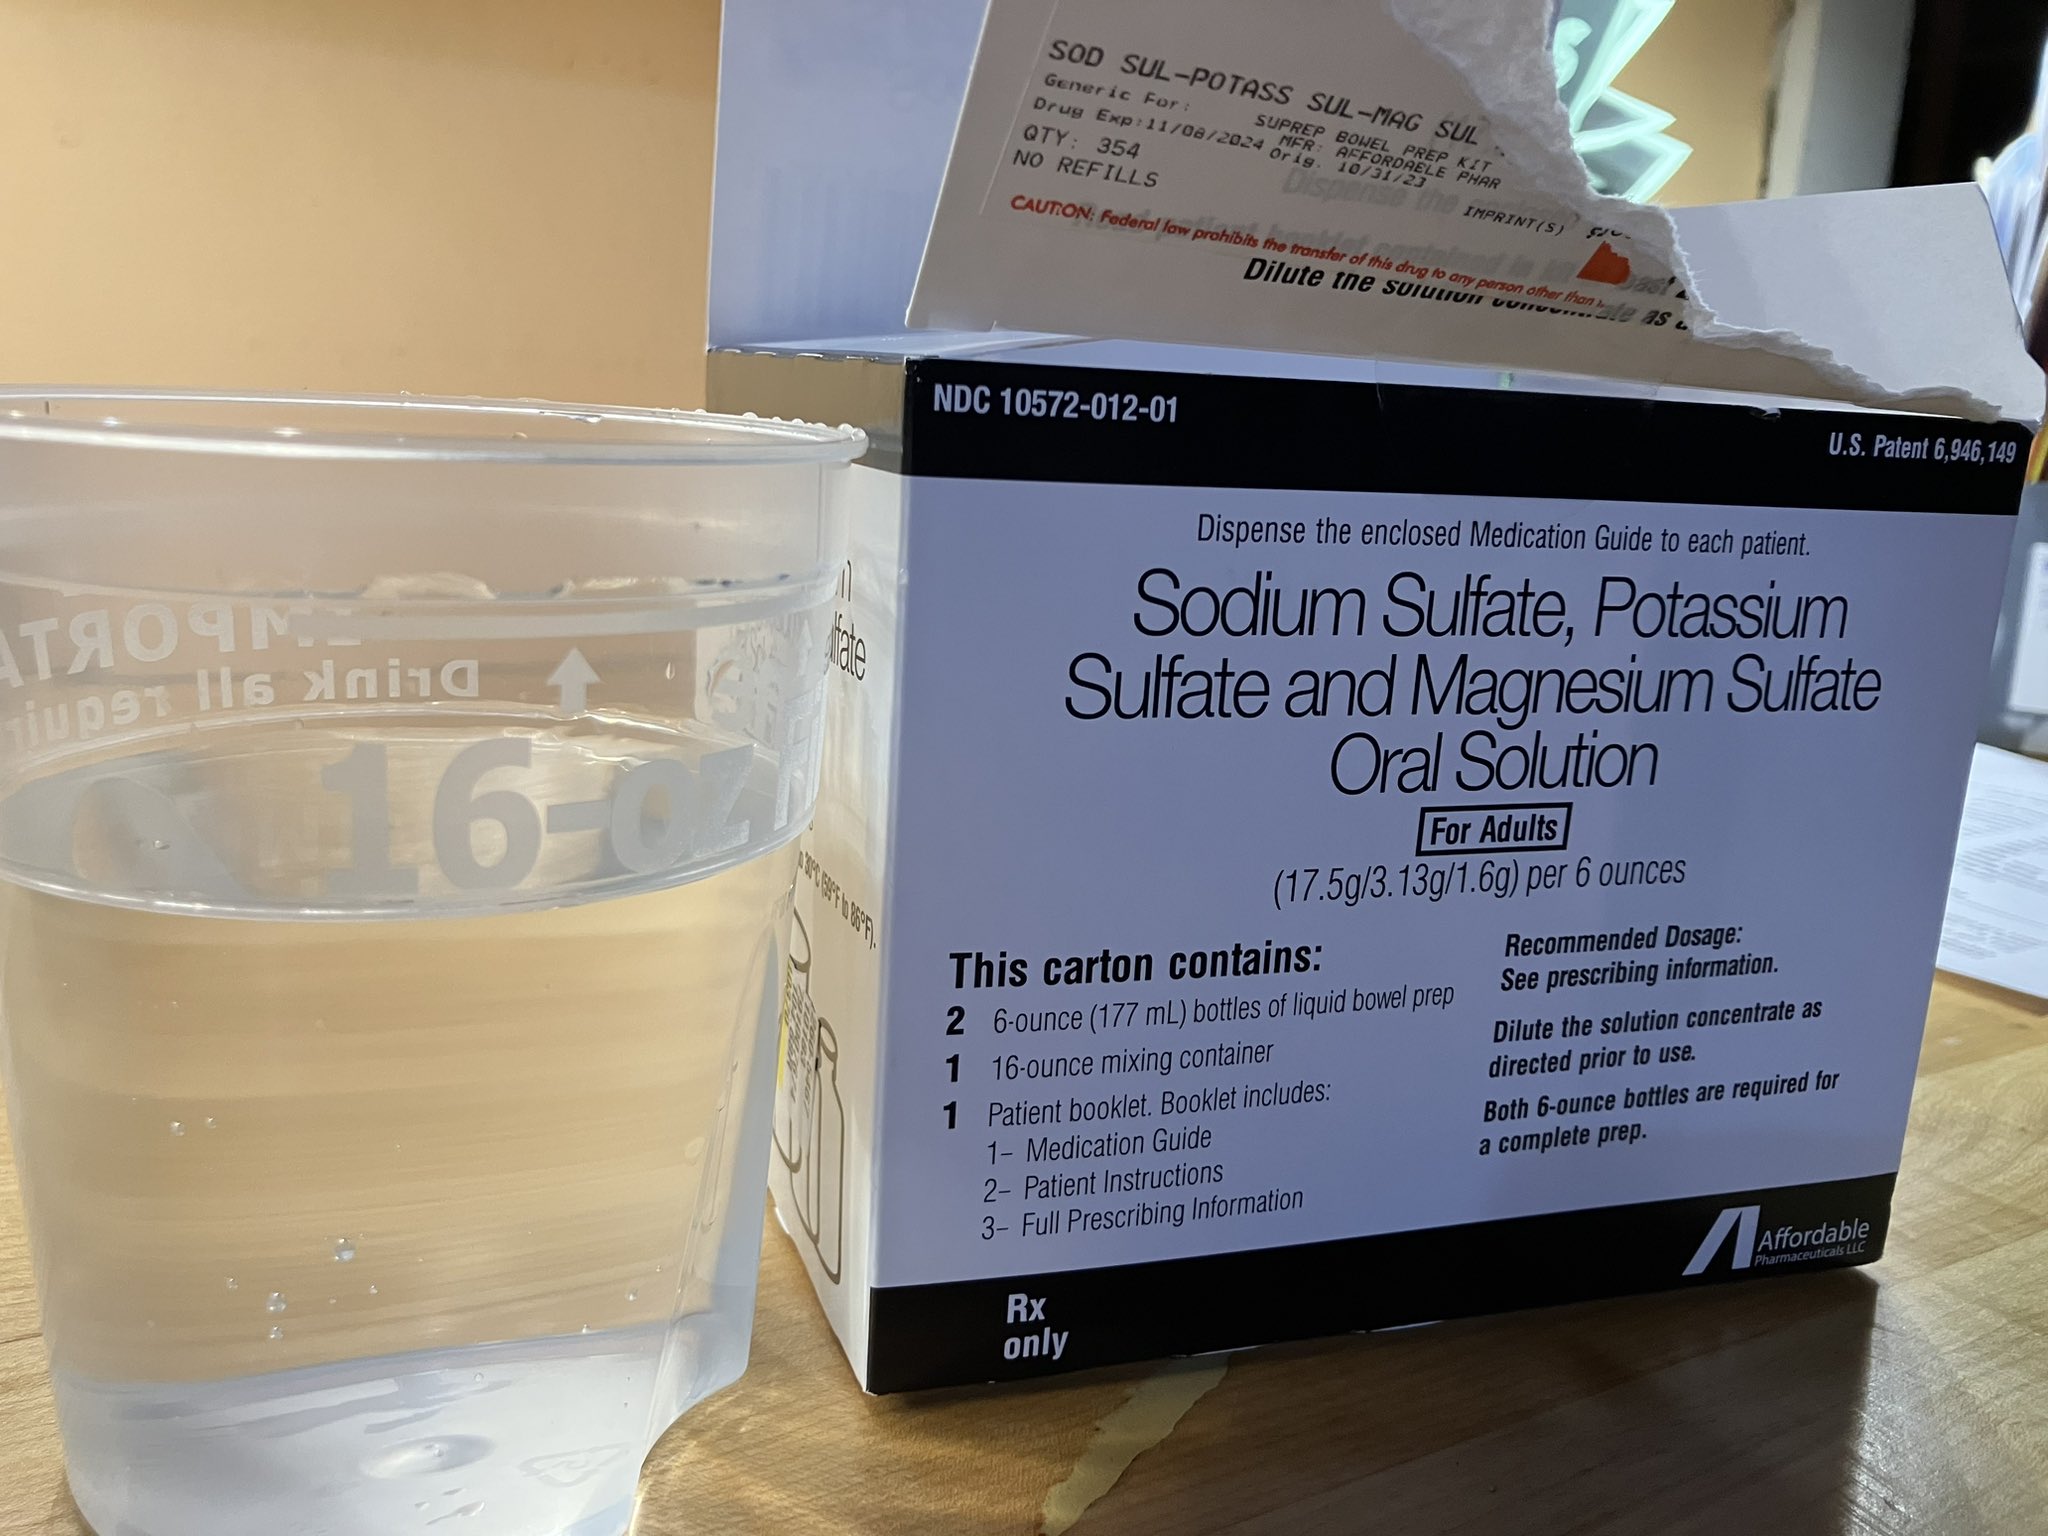 SOD SUL-POTASS SUL-MAG SUL
Generic For:
SUPREP BOWEL PREP KIT
Drug Exp:11/08/2024 MFR: AFFORDAELE PHAR
QTY: 354 Orig. 10/31/23
NO REFILLS
IMPRINT(S)
CAUTION: Federal law prohibits the transfer of this drug to any person other than
Dilute the solution concentrate as
NDC 10572-012-01
U.S. Patent 6,946,149
Dispense the enclosed Medication Guide to each patient.
Sodium Sulfate, Potassium
Sulfate and Magnesium Sulfate
Oral Solution
For Adults
(17.5g/3.13g/1.6g) per 6 ounces
This carton contains:
2 6-ounce (177 mL) bottles of liquid bowel prep
1 16-ounce mixing container
1 Patient booklet. Booklet includes:
1– Medication Guide
2– Patient Instructions
3– Full Prescribing Information
Recommended Dosage:
See prescribing information.
Dilute the solution concentrate as
directed prior to use.
Both 6-ounce bottles are required for
a complete prep.
Rx
only
Affordable
Pharmaceuticals LLC
Drink all
16-oz
30°C (59°F to 86°F).